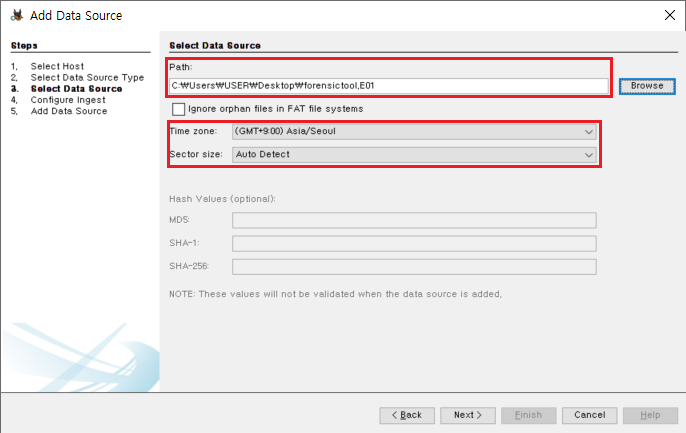 Add Data Source
Steps
1. Select Host
2. Select Data Source Type
3. Select Data Source
4. Configure Ingest
5. Add Data Source
Select Data Source
Path:
C:₩Users₩USER₩Desktop₩forensictool.E01
Browse
Ignore orphan files in FAT file systems
Time zone: (GMT+9:00) Asia/Seoul
Sector size: Auto Detect
Hash Values (optional):
MD5:
SHA-1:
SHA-256:
NOTE: These values will not be validated when the data source is added.
< Back Next > Finish Cancel Help